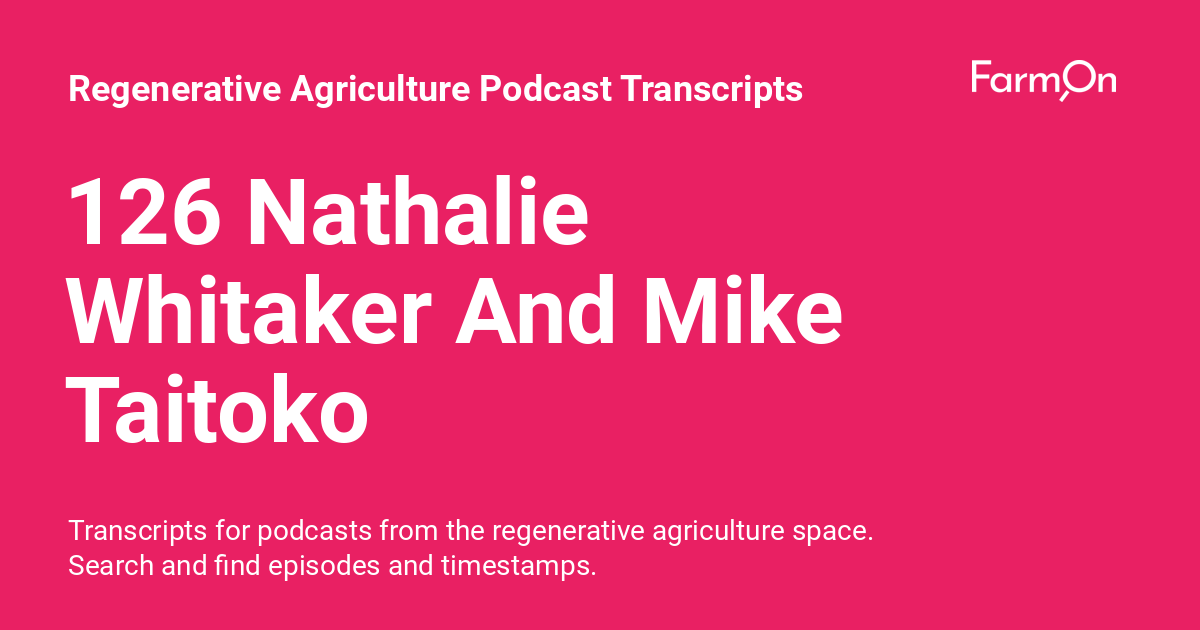 Regenerative Agriculture Podcast Transcripts
FarmOn
126 Nathalie
Whitaker And Mike
Taitoko
Transcripts for podcasts from the regenerative agriculture space.
Search and find episodes and timestamps.